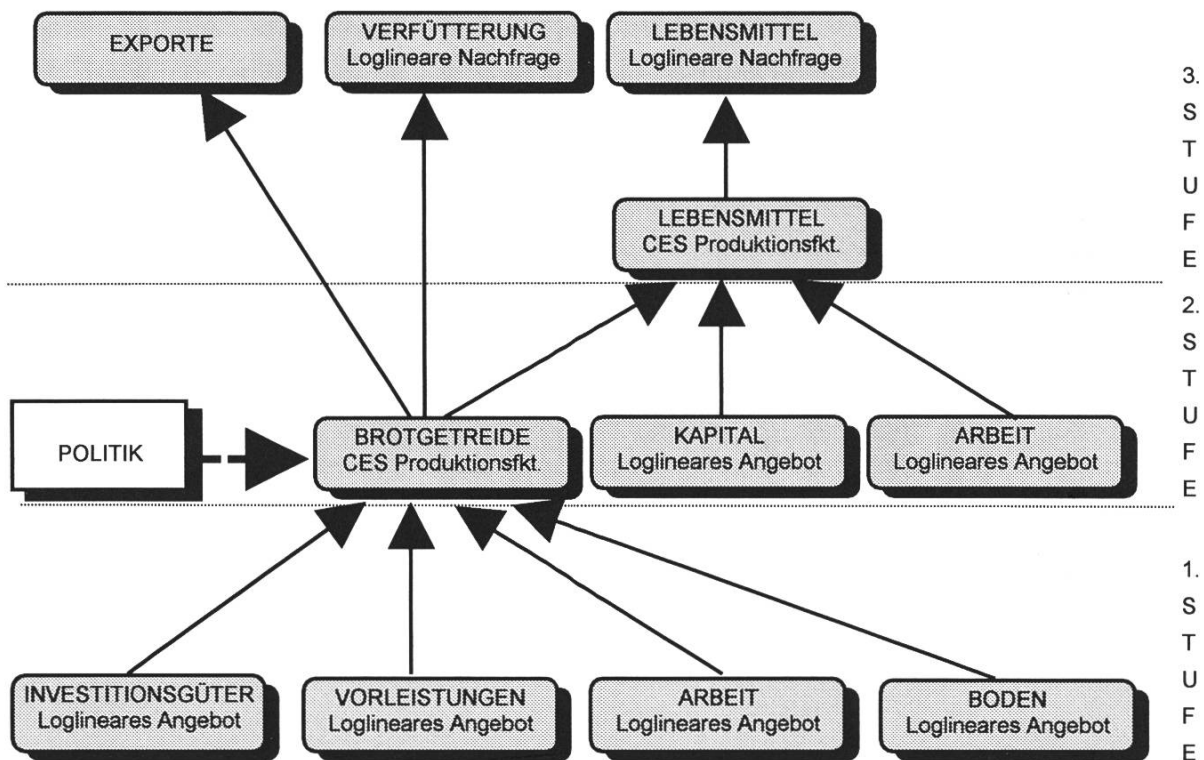 EXPORTE
VERFÜTTERUNG
Loglineare Nachfrage
LEBENSMITTEL
Loglineare Nachfrage
LEBENSMITTEL
CES Produktionsfkt.
3.
S
T
U
F
E
POLITIK
BROTGETREIDE
CES Produktionsfkt.
KAPITAL
Loglineares Angebot
ARBEIT
Loglineares Angebot
2.
S
T
U
F
E
INVESTITIONSGÜTER
Loglineares Angebot
VORLEISTUNGEN
Loglineares Angebot
ARBEIT
Loglineares Angebot
BODEN
Loglineares Angebot
1.
S
T
U
F
E